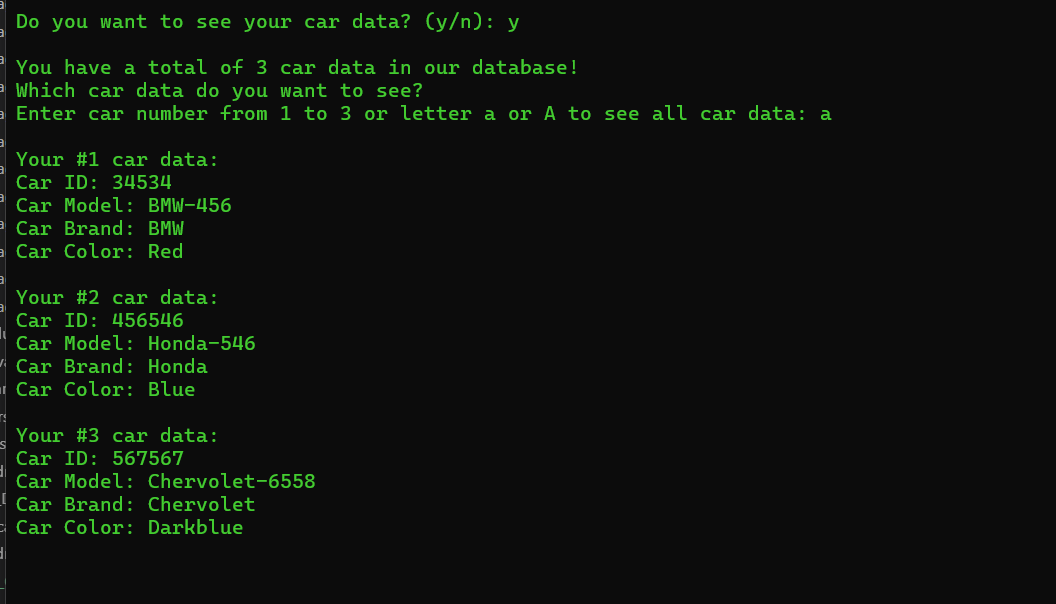 Do you want to see your car data? (y/n): y
You have a total of 3 car data in our database!
Which car data do you want to see?
Enter car number from 1 to 3 or letter a or A to see all car data: a
Your #1 car data:
Car ID: 34534
Car Model: BMW-456
Car Brand: BMW
Car Color: Red
Your #2 car data:
Car ID: 456546
Car Model: Honda-546
Car Brand: Honda
Car Color: Blue
Your #3 car data:
Car ID: 567567
Car Model: Chervolet-6558
Car Brand: Chervolet
Car Color: Darkblue